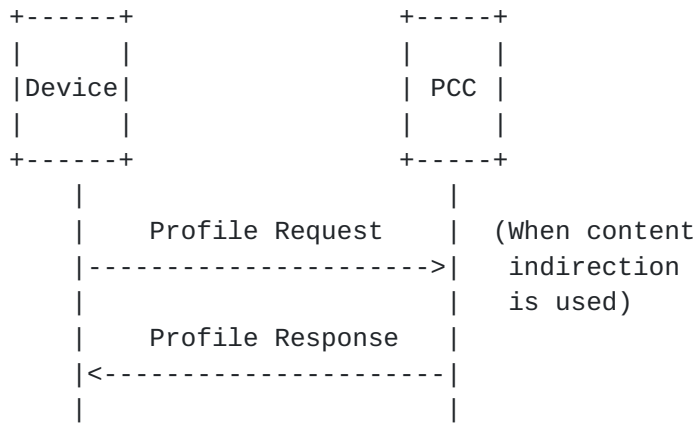 Device
PCC
Profile Request (When content
indirection
is used)
Profile Response